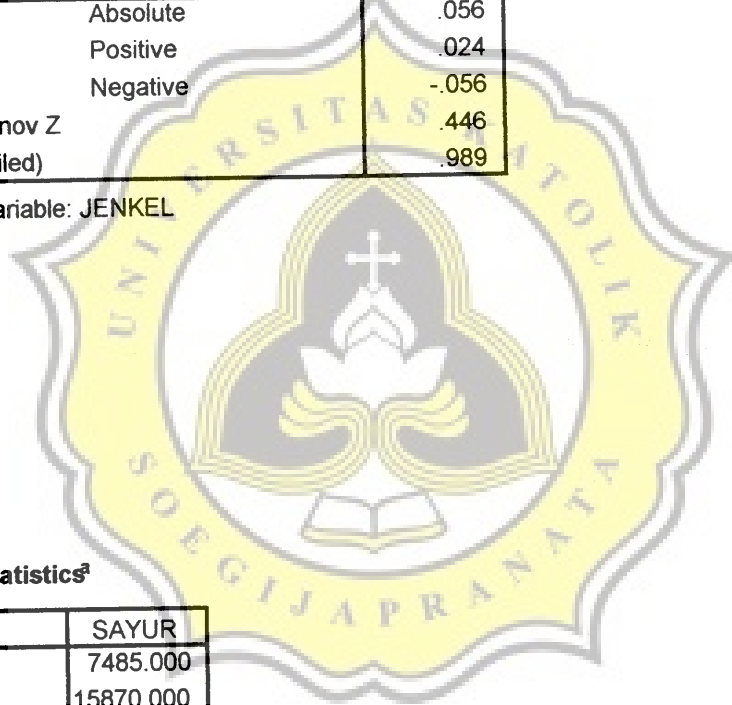 Absolute .056
Positive .024
Negative -.056
nov Z .446
iled) .989
ariable: JENKEL
UNIVERSITAS KATOLIK
SOEGIJAPRANATA
atistics a
SAYUR
7485.000
15870.000